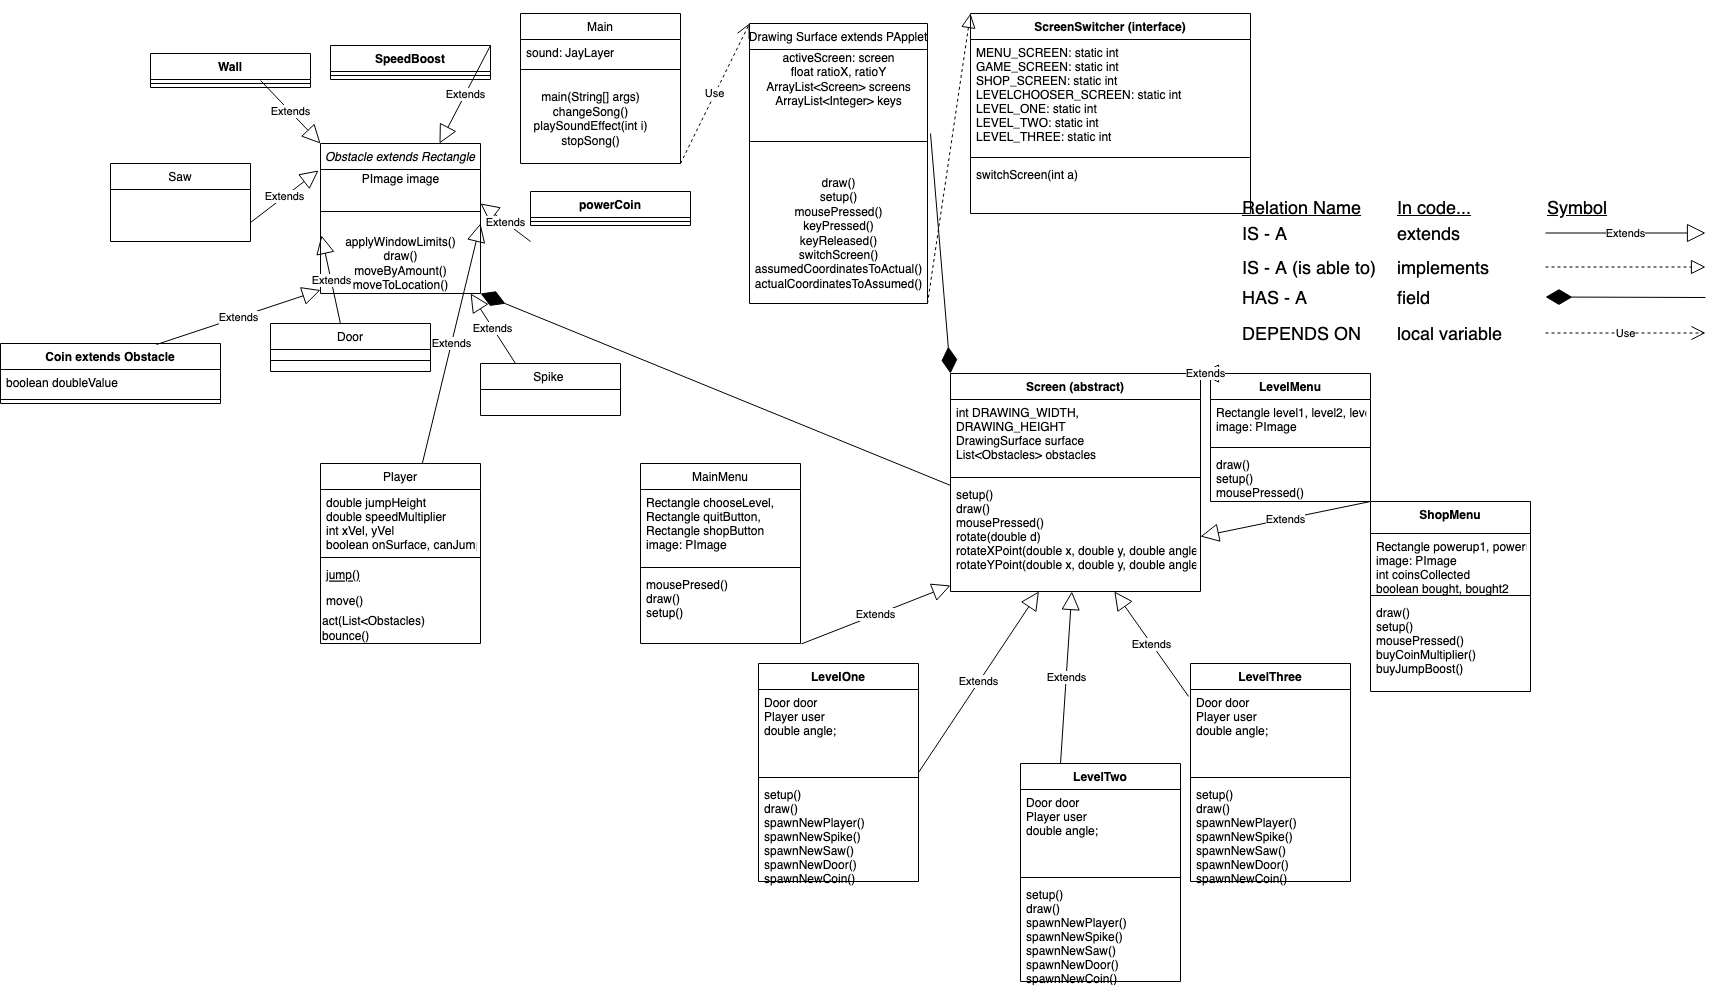 Main
sound: JayLayer
main(String[] args)
changeSong()
playSoundEffect(int i)
stopSong()
Use
Drawing Surface extends PApplet
activeScreen: screen
float ratioX, ratioY
ArrayList<Screen> screens
ArrayList<Integer> keys
draw()
setup()
mousePressed()
keyPressed()
keyReleased()
switchScreen()
assumedCoordinatesToActual()
actualCoordinatesToAssumed()
ScreenSwitcher (interface)
MENU_SCREEN: static int
GAME_SCREEN: static int
SHOP_SCREEN: static int
LEVELCHOOSER_SCREEN: static int
LEVEL_ONE: static int
LEVEL_TWO: static int
LEVEL_THREE: static int
switchScreen(int a)
Relation Name In code... Symbol
IS - A extends Extends
IS - A (is able to) implements
HAS - A field
DEPENDS ON local variable Use
Wall
Extends
SpeedBoost
Extends
Obstacle extends Rectangle
PImage image
applyWindowLimits()
draw()
moveByAmount()
moveToLocation()
Saw
Extends
powerCoin
Extends
Extends
Door
Extends
Coin extends Obstacle
boolean doubleValue
Extends
Extends
Spike
Player
double jumpHeight
double speedMultiplier
int xVel, yVel
boolean onSurface, canJum
jump()
move()
act(List<Obstacles)
bounce()
MainMenu
Rectangle chooseLevel,
Rectangle quitButton,
Rectangle shopButton
image: PImage
mousePresed()
draw()
setup()
Extends
Screen (abstract)
int DRAWING_WIDTH,
DRAWING_HEIGHT
DrawingSurface surface
List<Obstacles> obstacles
setup()
draw()
mousePressed()
rotate(double d)
rotateXPoint(double x, double y, double angle
rotateYPoint(double x, double y, double angle
Extends
LevelMenu
Rectangle level1, level2, leve
image: PImage
draw()
setup()
mousePressed()
Extends
ShopMenu
Rectangle powerup1, power
image: PImage
int coinsCollected
boolean bought, bought2
draw()
setup()
mousePressed()
buyCoinMultiplier()
buyJumpBoost()
LevelOne
Door door
Player user
double angle;
setup()
draw()
spawnNewPlayer()
spawnNewSpike()
spawnNewSaw()
spawnNewDoor()
spawnNewCoin()
Extends
Extends
LevelTwo
Door door
Player user
double angle;
setup()
draw()
spawnNewPlayer()
spawnNewSpike()
spawnNewSaw()
spawnNewDoor()
spawnNewCoin()
Extends
LevelThree
Door door
Player user
double angle;
setup()
draw()
spawnNewPlayer()
spawnNewSpike()
spawnNewSaw()
spawnNewDoor()
spawnNewCoin()